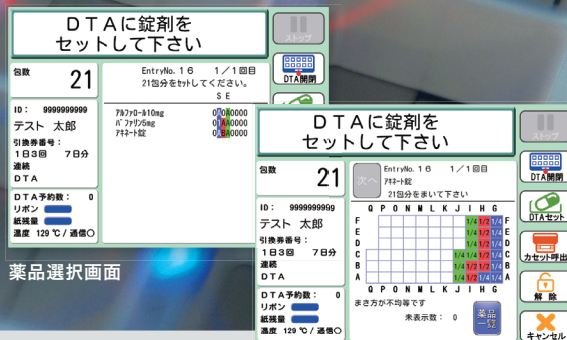 DTAに錠剤を
セットして下さい
ストップ
DTA開閉
包数
21
EntryNo. 16 1/1回目
21包分をセットしてください。
S E
ID: 9999999999
テスト 太郎
引換券番号:
1日3回 7日分
連続
DTA
アルファロール10mg
バファリン5mg
アキネート錠
DTA予約数: 0
リボン
紙残量
温度 129 ℃/通信○
薬品選択画面
DTAに錠剤を
セットして下さい
ストップ
DTA開閉
DTAセット
カセット呼出
解 除
キャンセル
包数
21
次へ
EntryNo. 16 1/1回目
アキネート錠
21包分をまいて下さい
ID: 9999999999
テスト 太郎
引換券番号:
1日3回 7日分
連続
DTA
Q P O N M L K J I H G
F 1/4 1/2 1/4 F
E 1/4 1/2 1/4 E
D 1/4 1/2 1/4 D
C 1/4 1/4 1/2 1/4 C
B 1/4 1/2 1/2 1/4 B
A 1/4 1/2 1/4 1/4 A
Q P O N M L K J I H G
まき方が不均等です
未表示数: 0
薬品
一覧
DTA予約数: 0
リボン
紙残量
温度 129 ℃/通信○